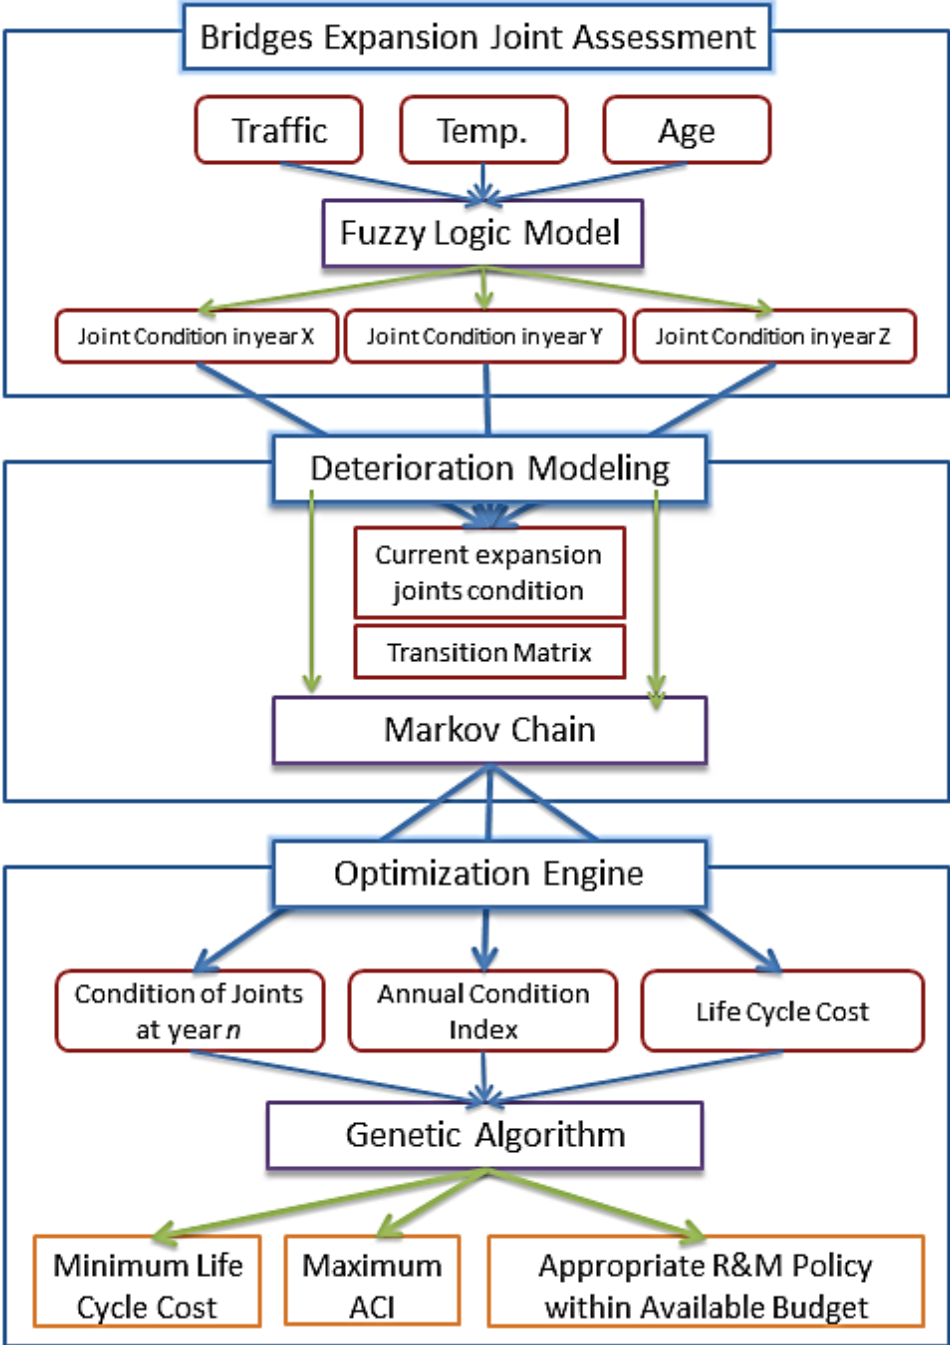 Bridges Expansion Joint Assessment
Traffic
Temp.
Age
Fuzzy Logic Model
Joint Condition in year X
Joint Condition in year Y
Joint Condition in year Z
Deterioration Modeling
Current expansion
joints condition
Transition Matrix
Markov Chain
Optimization Engine
Condition of Joints
at year n
Annual Condition
Index
Life Cycle Cost
Genetic Algorithm
Minimum Life
Cycle Cost
Maximum
ACI
Appropriate R&M Policy
within Available Budget